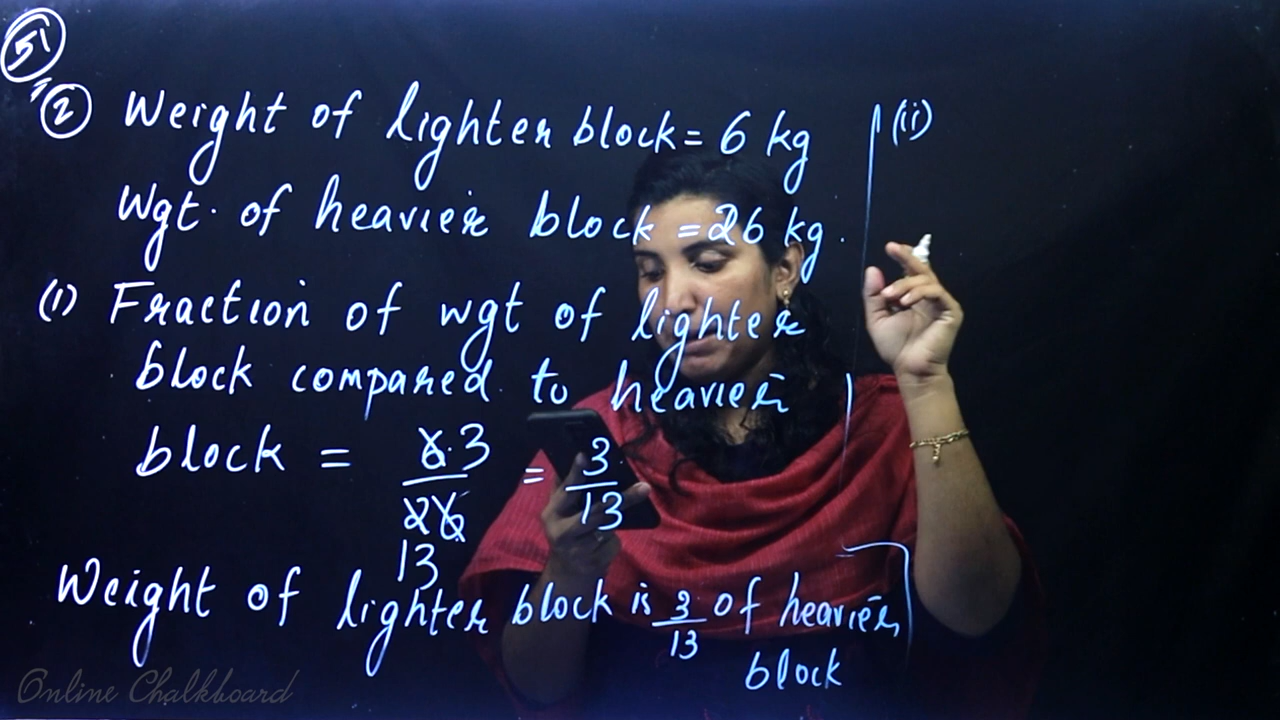 51
2 Weight of lighter block = 6 kg
Wgt. of heavier block = 26 kg.
(i) Fraction of wgt of lighter
block compared to heavier
block = 6 3 / 26 13 = 3/13
Weight of lighter block is 3/13 of heavier
block
(ii)
Online Chalkboard